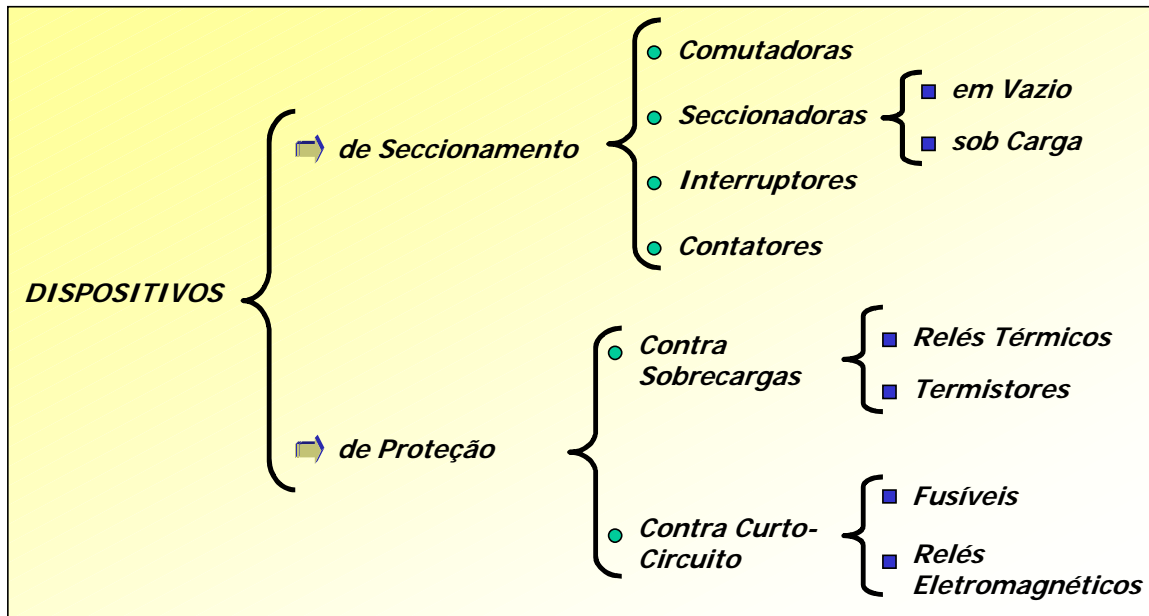 DISPOSITIVOS
de Seccionamento
Comutadoras
Seccionadoras
em Vazio
sob Carga
Interruptores
Contatores
de Proteção
Contra
Sobrecargas
Relés Térmicos
Termistores
Contra Curto-
Circuito
Fusíveis
Relés
Eletromagnéticos